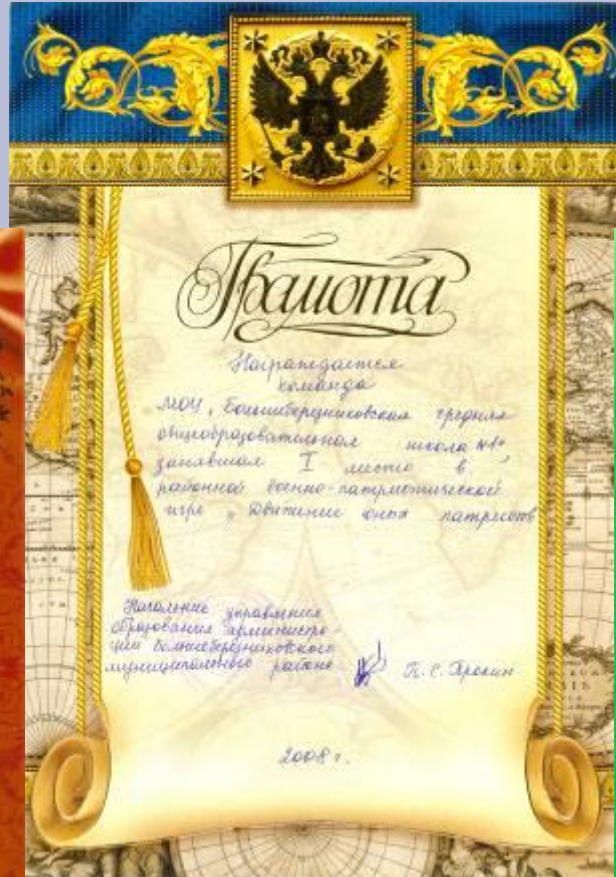 Грамота
Награждается
команда
МОУ „Большеберезниковская средняя
общеобразовательная школа №1"
занявшая I место в
районной военно-патриотической
игре „Движение юных патриотов
Начальник управления
образования администра-
ции Большеберезниковского
муниципального района
2008 г.